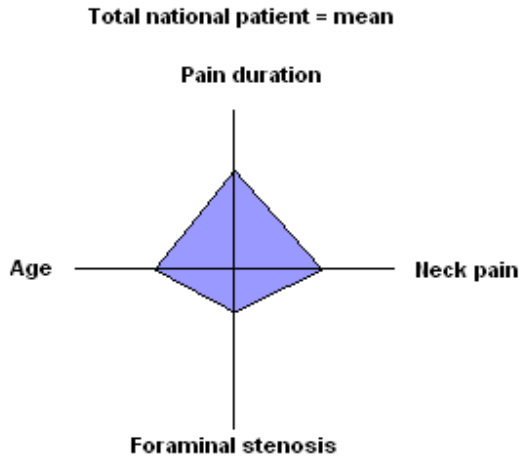 Total national patient = mean
Pain duration
Age
Neck pain
Foraminal stenosis